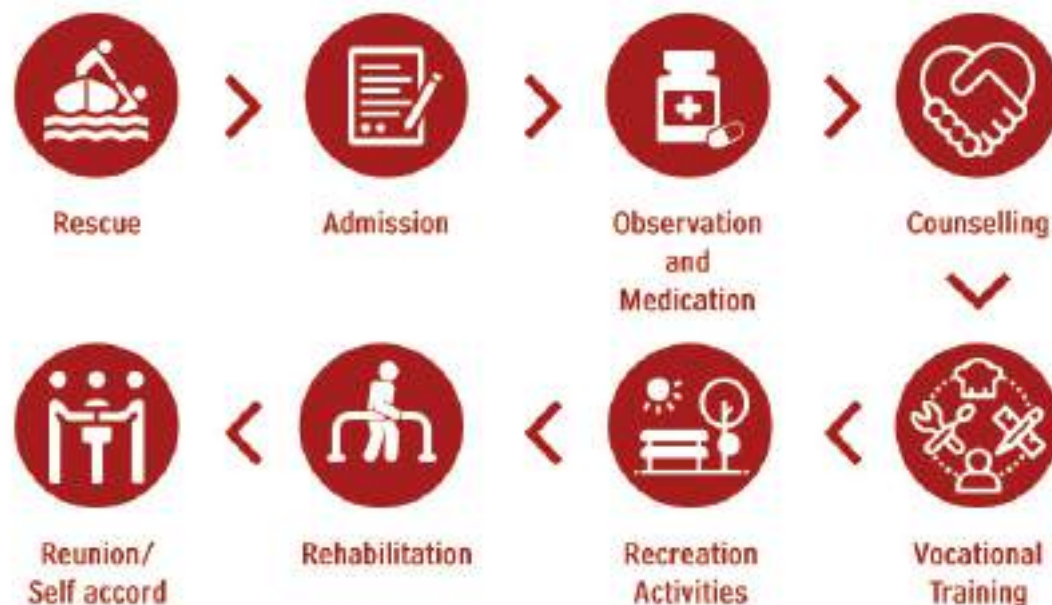 Rescue
Admission
Observation
and
Medication
Counselling
Vocational
Training
Recreation
Activities
Rehabilitation
Reunion/
Self accord